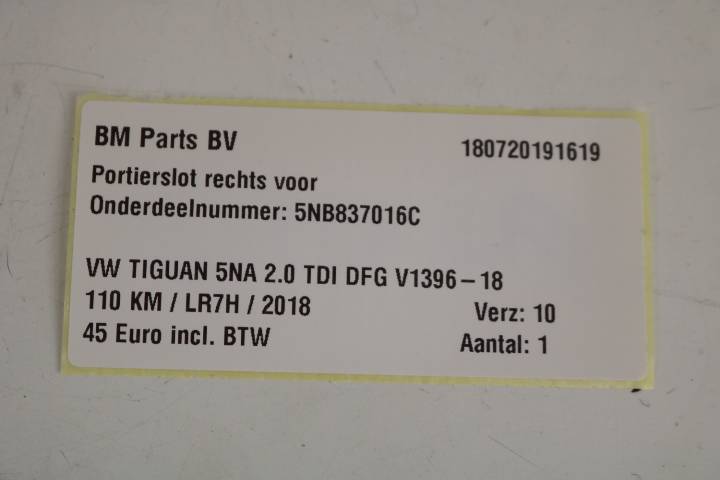 BM Parts BV 180720191619
Portierslot rechts voor
Onderdeelnummer: 5NB837016C
VW TIGUAN 5NA 2.0 TDI DFG V1396-18
110 KM / LR7H / 2018 Verz: 10
45 Euro incl. BTW Aantal: 1